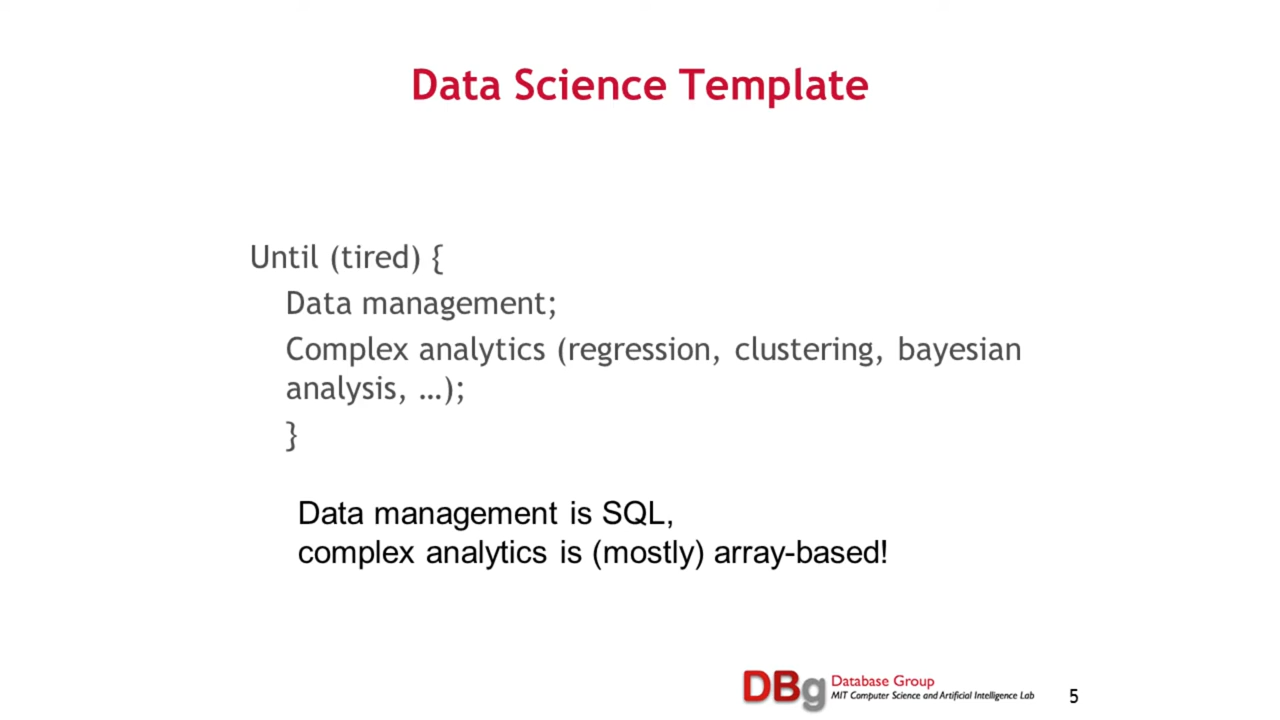 Data Science Template
Until (tired) {
Data management;
Complex analytics (regression, clustering, bayesian
analysis, …);
}
Data management is SQL,
complex analytics is (mostly) array-based!
DBg
Database Group
MIT Computer Science and Artificial Intelligence Lab
5